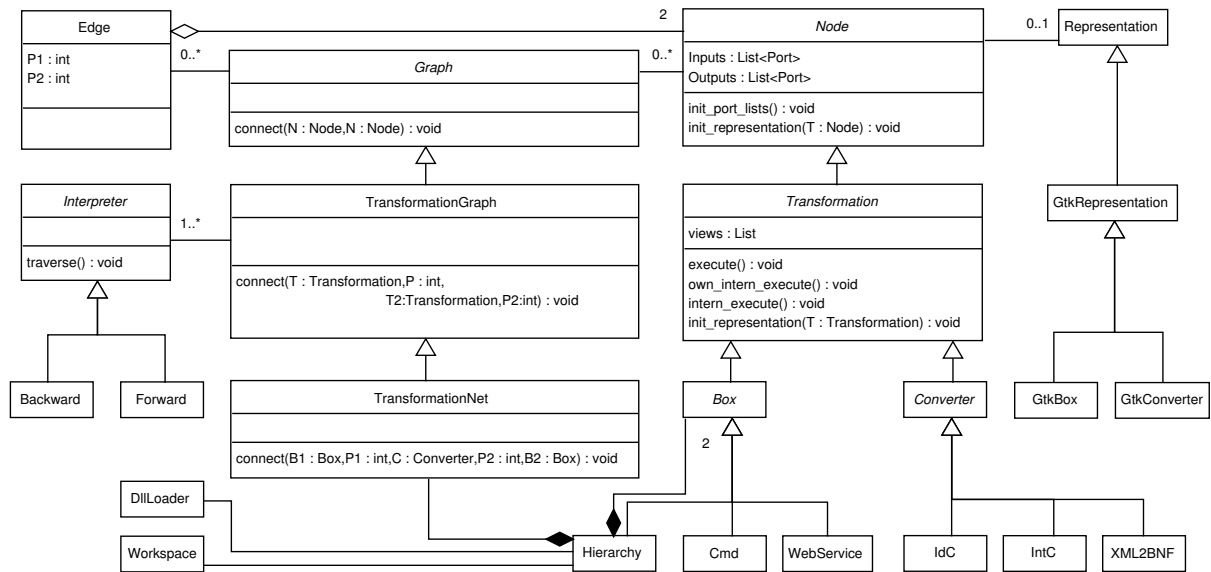 Edge
P1 : int
P2 : int
2
0..*
Graph
connect(N : Node,N : Node) : void
0..*
Node
Inputs : List<Port>
Outputs : List<Port>
init_port_lists() : void
init_representation(T : Node) : void
0..1
Representation
Interpreter
traverse() : void
1..*
TransformationGraph
connect(T : Transformation,P : int,
T2:Transformation,P2:int) : void
Transformation
views : List
execute() : void
own_intern_execute() : void
intern_execute() : void
init_representation(T : Transformation) : void
GtkRepresentation
Backward
Forward
TransformationNet
connect(B1 : Box,P1 : int,C : Converter,P2 : int,B2 : Box) : void
Box
2
Converter
GtkBox
GtkConverter
DllLoader
Workspace
Hierarchy
Cmd
WebService
IdC
IntC
XML2BNF